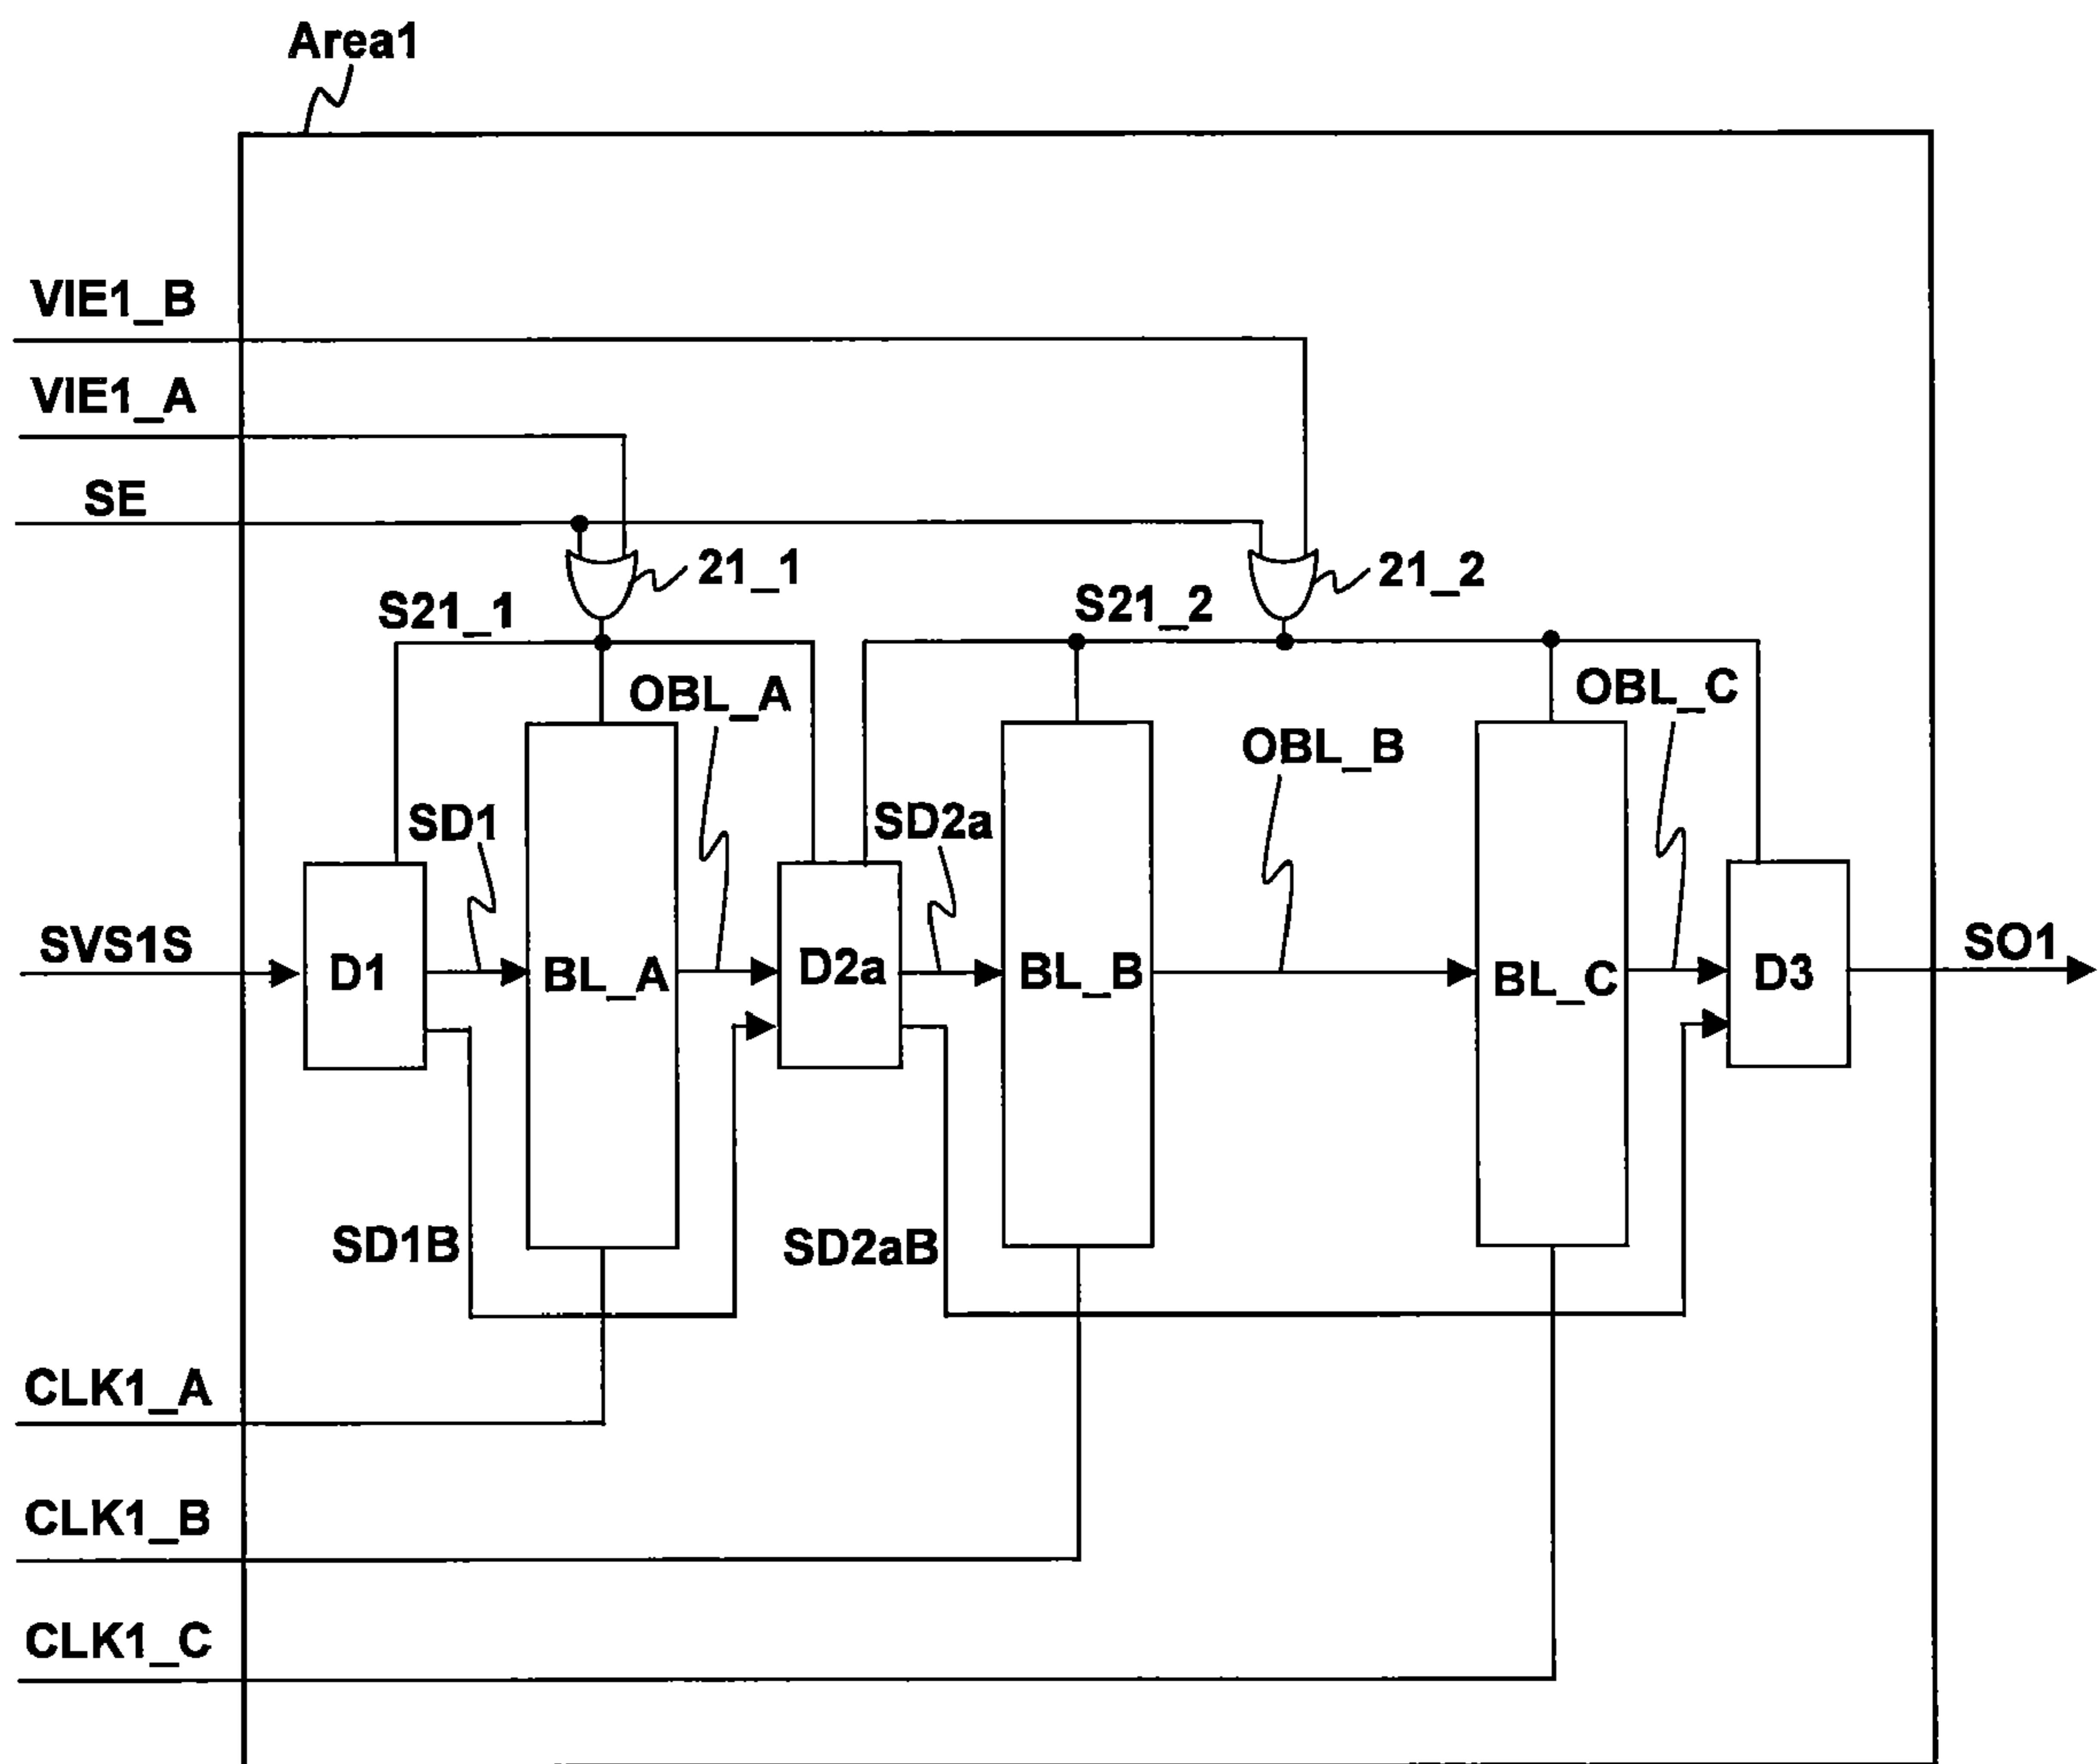 Area1
VIE1_B
VIE1_A
SE
21_1
21_2
S21_1
S21_2
OBL_A
OBL_C
OBL_B
SD1
SD2a
SVS1S
D1
BL_A
D2a
BL_B
BL_C
D3
SO1
SD1B
SD2aB
CLK1_A
CLK1_B
CLK1_C